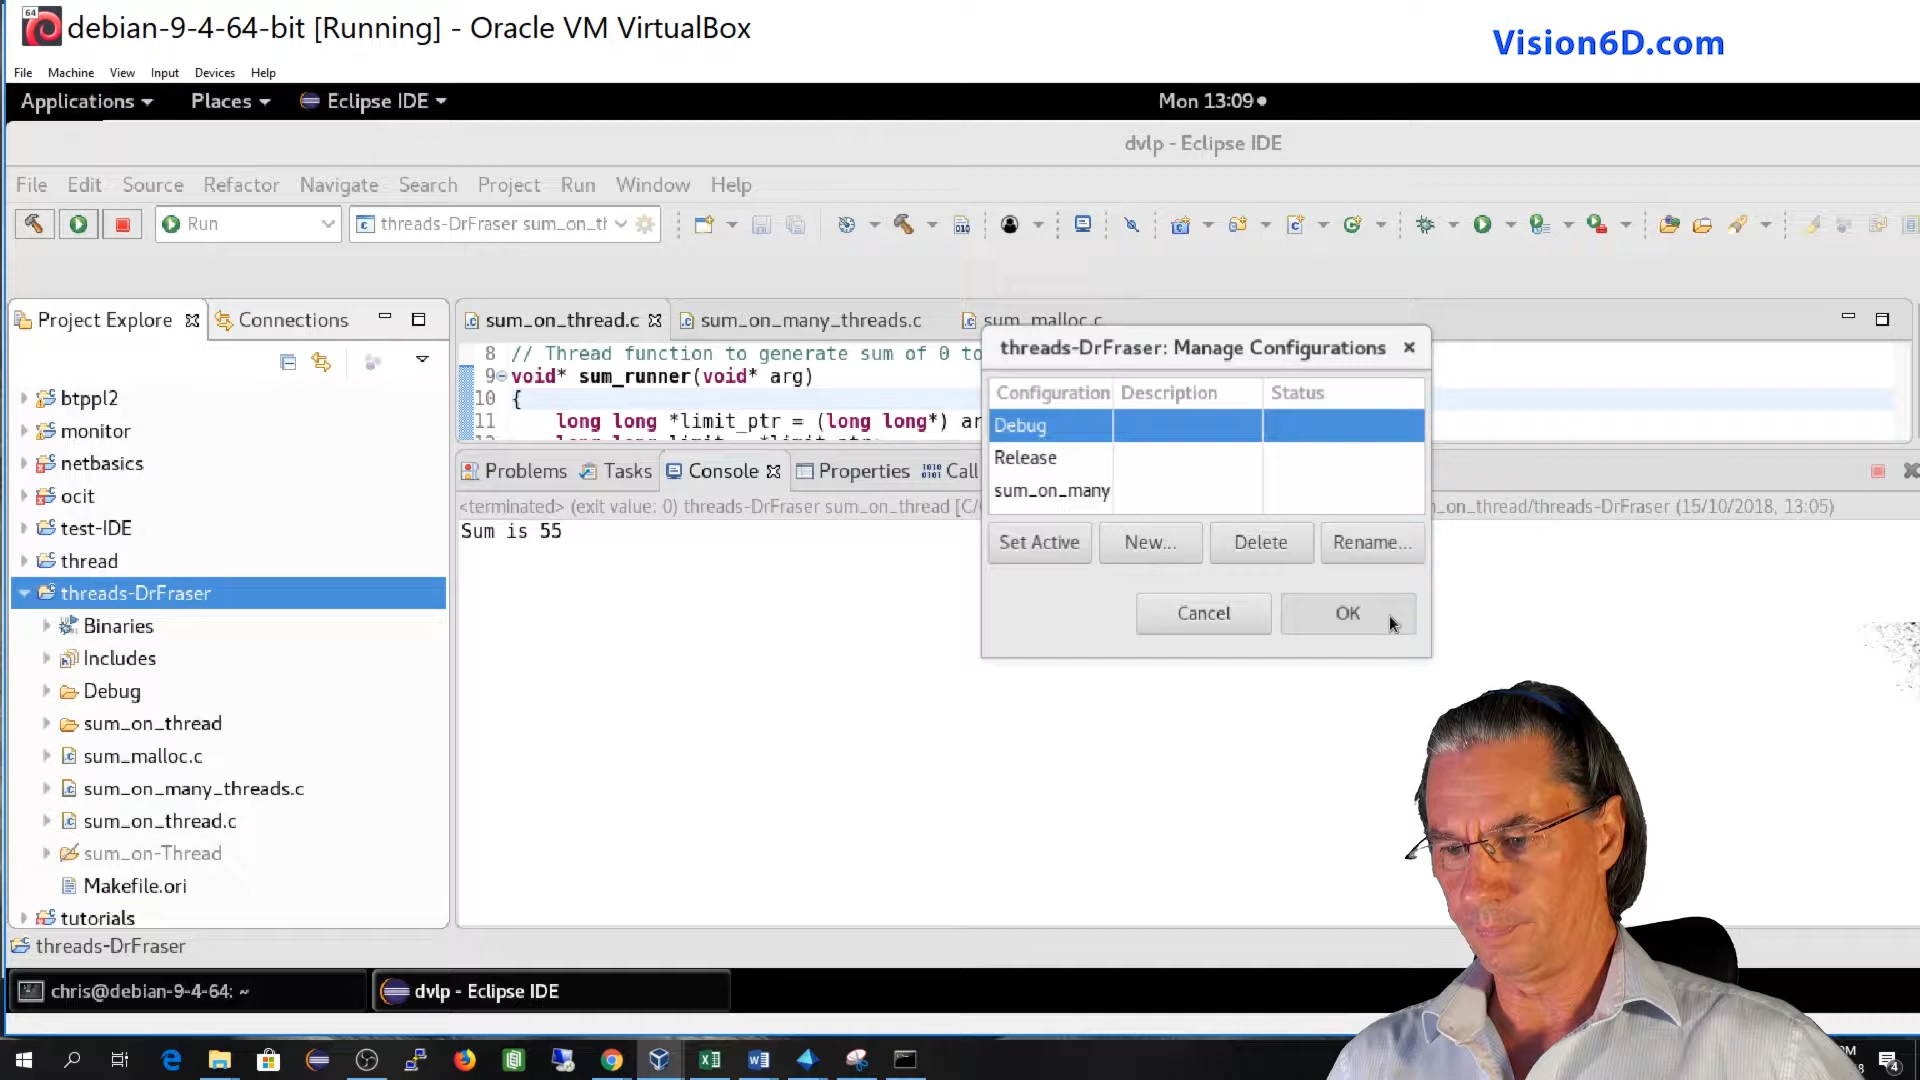 debian-9-4-64-bit [Running] - Oracle VM VirtualBox
Vision6D.com
File Machine View Input Devices Help
Applications Places Eclipse IDE Mon 13:09
dvlp - Eclipse IDE
File Edit Source Refactor Navigate Search Project Run Window Help
Run threads-DrFraser sum_on_th
Project Explore Connections
sum_on_thread.c sum_on_many_threads.c sum_malloc.c
8 // Thread function to generate sum of 0 to
9 void* sum_runner(void* arg)
10 {
11 long long *limit_ptr = (long long*) ar
Problems Tasks Console Properties Call
<terminated> (exit value: 0) threads-DrFraser sum_on_thread [C/ n_on_thread/threads-DrFraser (15/10/2018, 13:05)
Sum is 55
threads-DrFraser: Manage Configurations
Configuration Description Status
Debug
Release
sum_on_many
Set Active New... Delete Rename...
Cancel OK
btppl2
monitor
netbasics
ocit
test-IDE
thread
threads-DrFraser
Binaries
Includes
Debug
sum_on_thread
sum_malloc.c
sum_on_many_threads.c
sum_on_thread.c
sum_on-Thread
Makefile.ori
tutorials
threads-DrFraser
chris@debian-9-4-64: ~
dvlp - Eclipse IDE